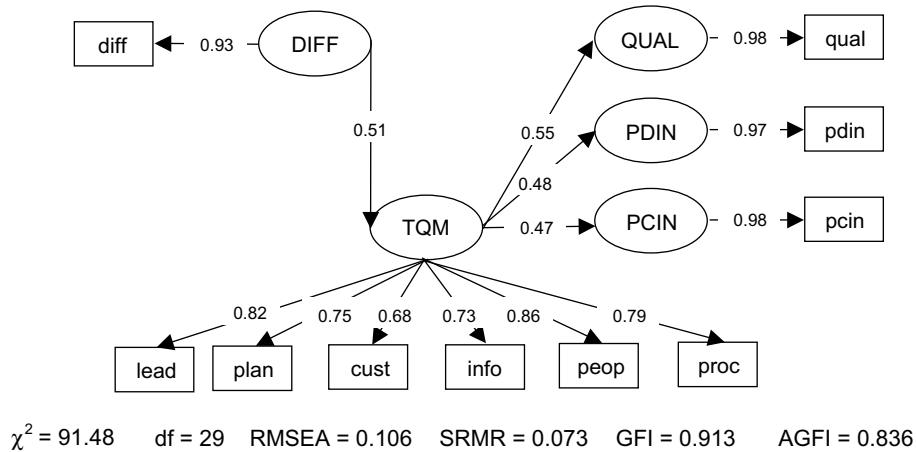 diff 0.93 DIFF QUAL 0.98 qual
0.51 0.55 PDIN 0.97 pdin
0.48
TQM 0.47 PCIN 0.98 pcin
0.82 0.75 0.68 0.73 0.86 0.79
lead plan cust info peop proc
χ² = 91.48 df = 29 RMSEA = 0.106 SRMR = 0.073 GFI = 0.913 AGFI = 0.836